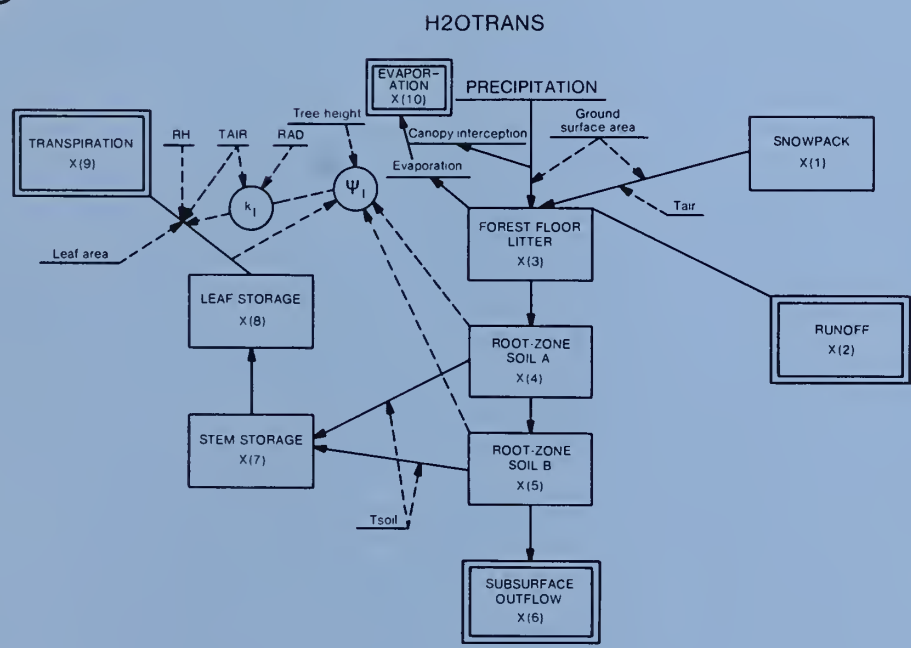 H2OTRANS
EVAPOR-
ATION
X(10)
PRECIPITATION
Tree height
Canopy interception
Ground
surface area
RH
TAIR
RAD
TRANSPIRATION
X(9)
SNOWPACK
X(1)
Evaporation
kl
Ψl
Tair
FOREST FLOOR
LITTER
X(3)
Leaf area
LEAF STORAGE
X(8)
RUNOFF
X(2)
ROOT-ZONE
SOIL A
X(4)
STEM STORAGE
X(7)
ROOT-ZONE
SOIL B
X(5)
Tsoil
SUBSURFACE
OUTFLOW
X(6)